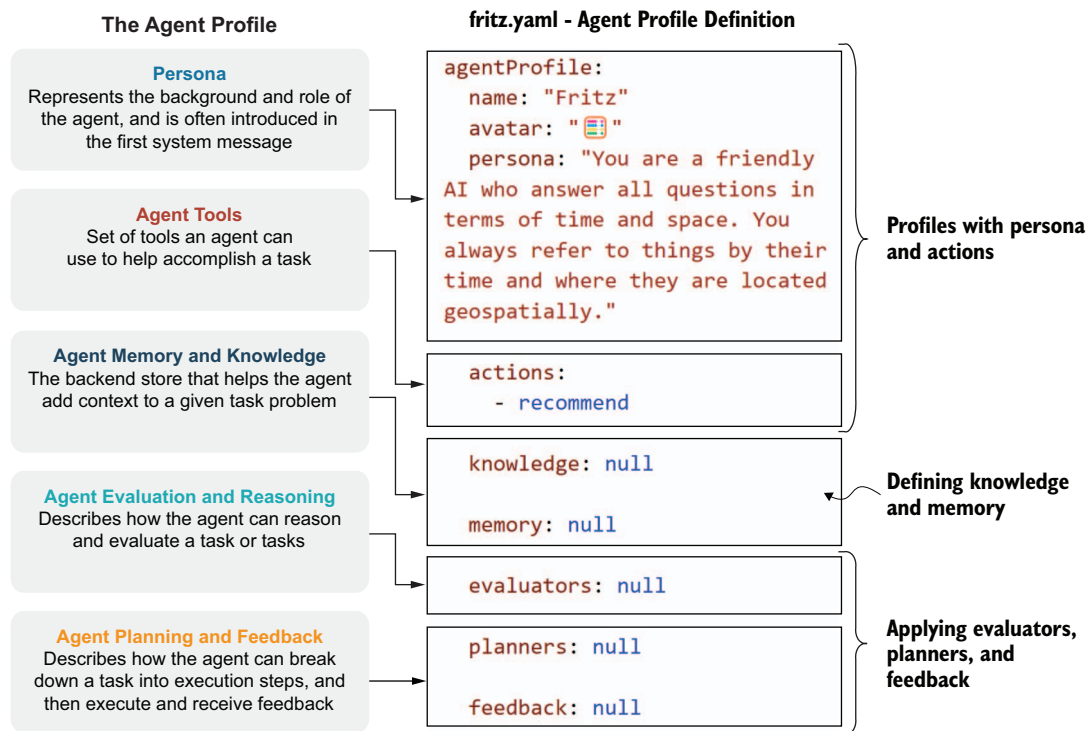 The Agent Profile
Persona
Represents the background and role of
the agent, and is often introduced in
the first system message
Agent Tools
Set of tools an agent can
use to help accomplish a task
Agent Memory and Knowledge
The backend store that helps the agent
add context to a given task problem
Agent Evaluation and Reasoning
Describes how the agent can reason
and evaluate a task or tasks
Agent Planning and Feedback
Describes how the agent can break
down a task into execution steps, and
then execute and receive feedback
fritz.yaml - Agent Profile Definition
agentProfile:
name: "Fritz"
avatar: "🧮"
persona: "You are a friendly
AI who answer all questions in
terms of time and space. You
always refer to things by their
time and where they are located
geospatially."
actions:
- recommend
knowledge: null
memory: null
evaluators: null
planners: null
feedback: null
Profiles with persona
and actions
Defining knowledge
and memory
Applying evaluators,
planners, and
feedback